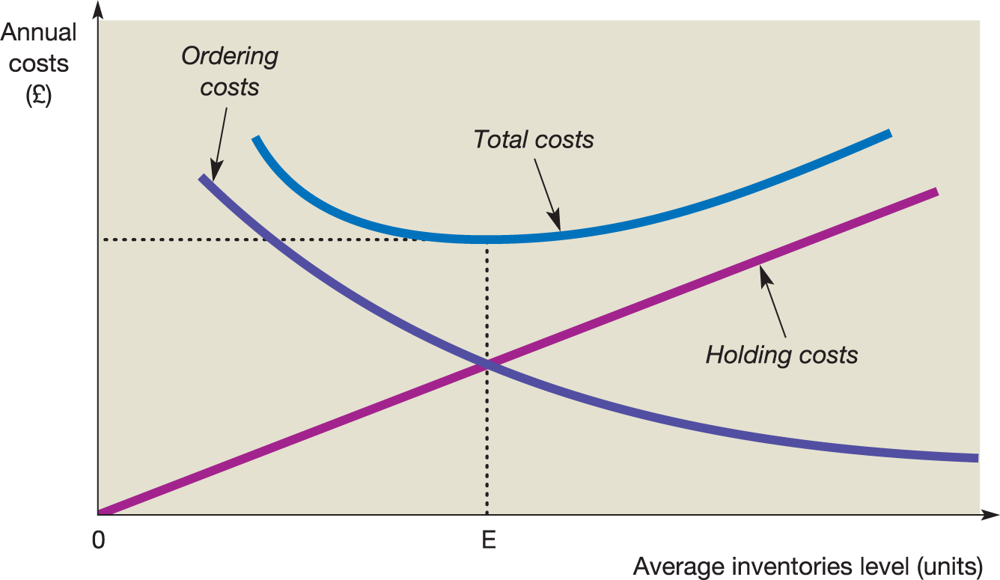 Annual
costs
(£)
Ordering
costs
Total costs
Holding costs
0
E
Average inventories level (units)